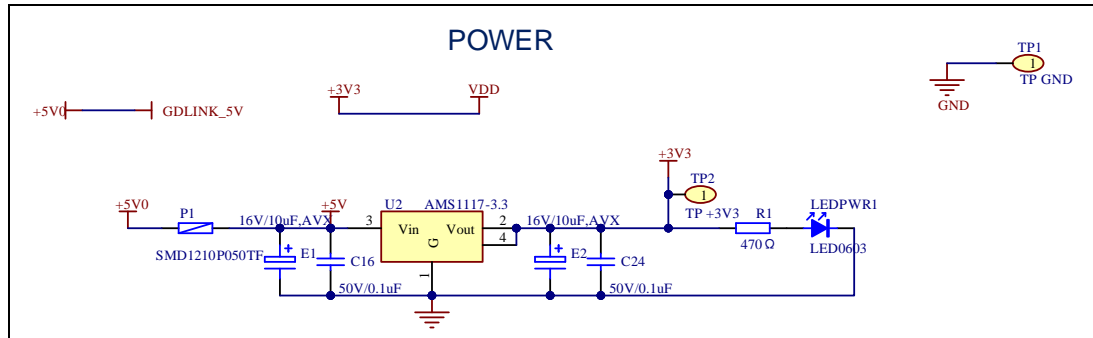 POWER
TP1
1
TP GND
GND
+3V3
VDD
+5V0
GDLINK_5V
+3V3
TP2
1
TP +3V3
+5V0
P1
SMD1210P050TF
16V/10uF,AVX
+5V
E1
C16
50V/0.1uF
U2
AMS1117-3.3
3
Vin
G
Vout
2
4
1
16V/10uF,AVX
E2
C24
50V/0.1uF
R1
470Ω
LEDPWR1
LED0603